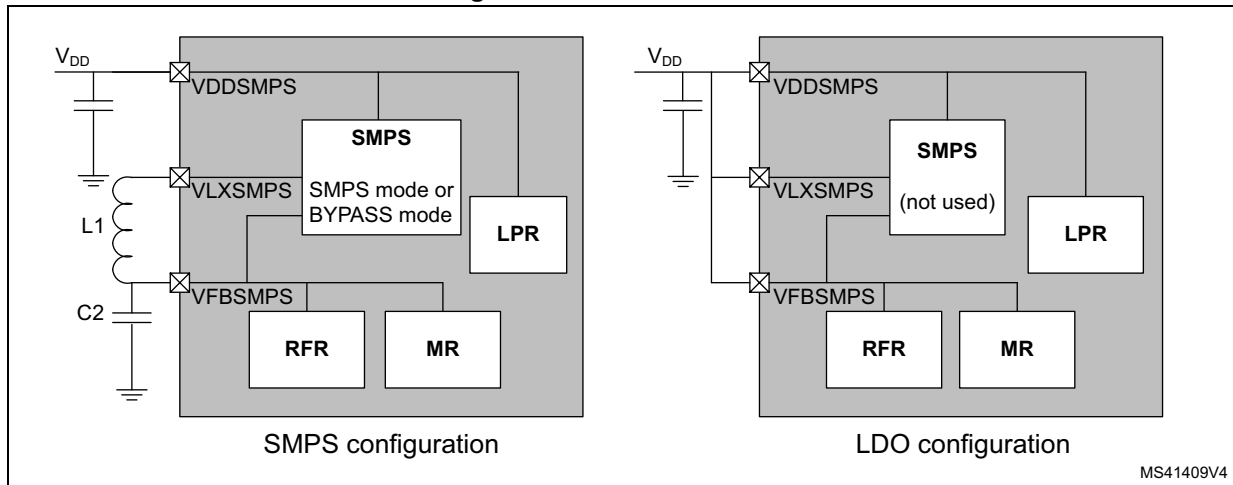 VDD
VDDSMPS
SMPS
VLXSMPS
SMPS mode or
BYPASS mode
L1
LPR
VFBSMPS
C2
RFR
MR
SMPS configuration
VDD
VDDSMPS
SMPS
VLXSMPS
(not used)
LPR
VFBSMPS
RFR
MR
LDO configuration
MS41409V4